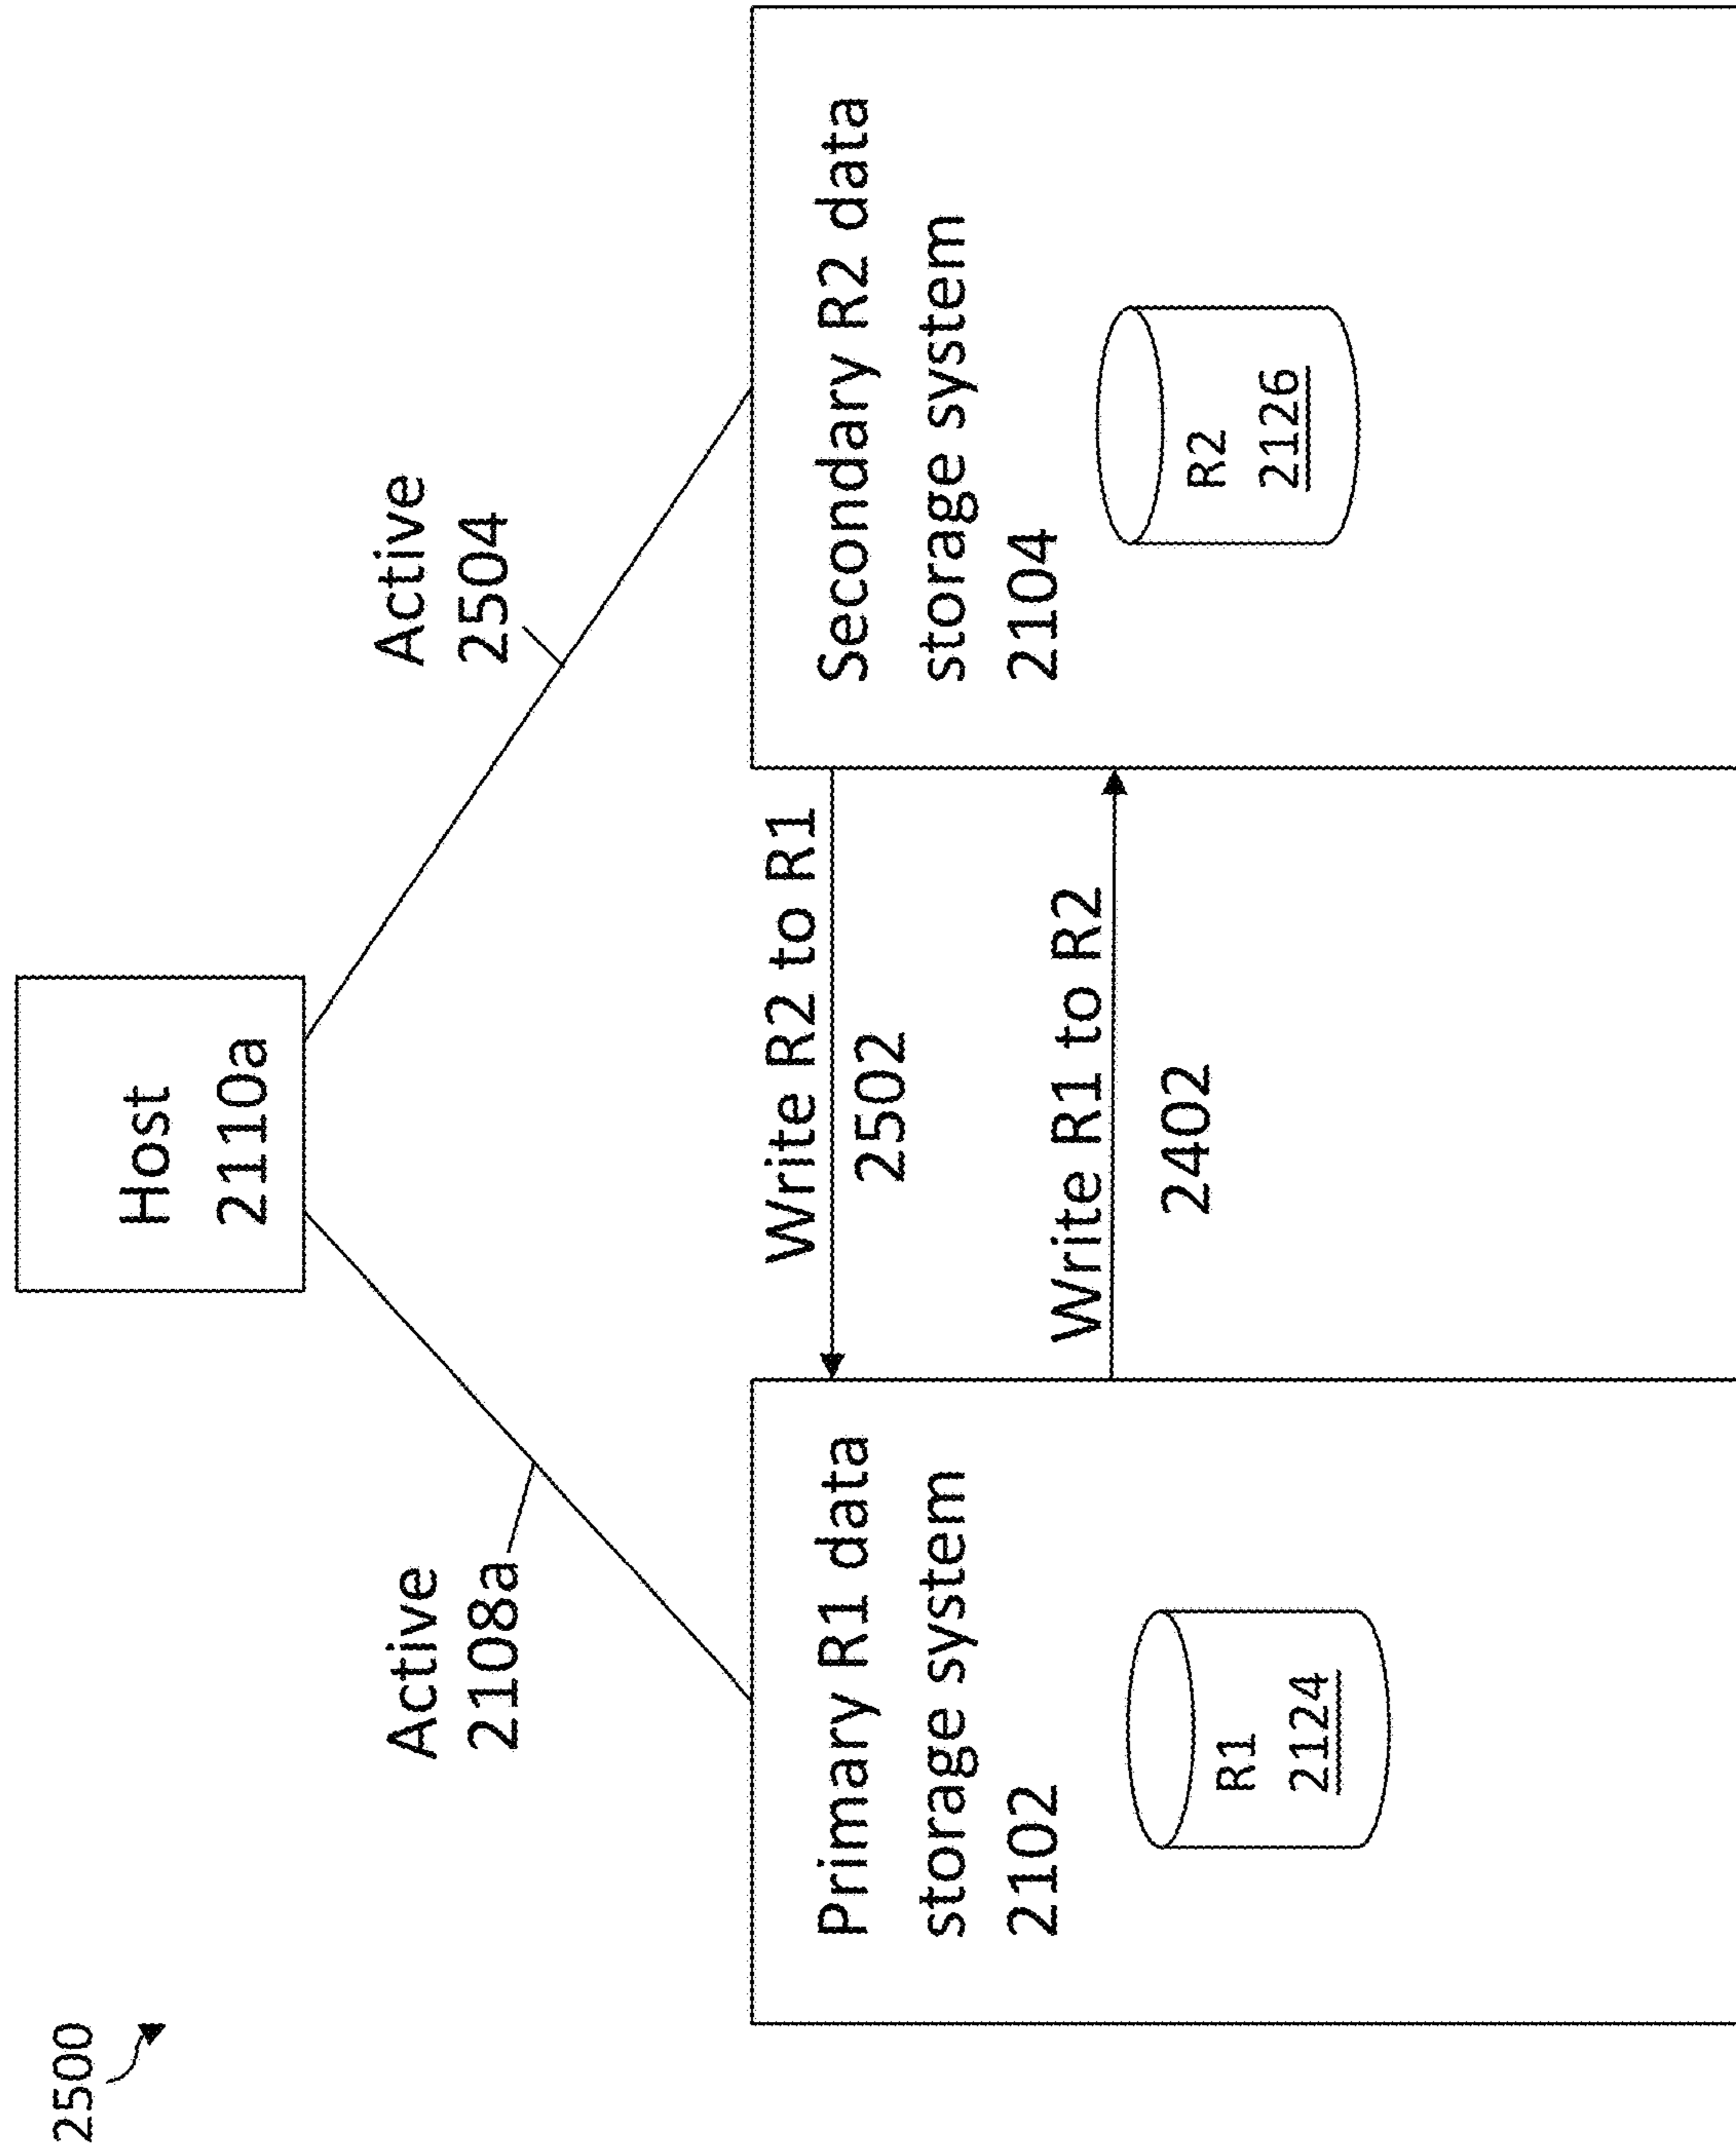 2500
Host
2110a
Active
2108a
Active
2504
Primary R1 data
storage system
2102
R1
2124
Write R2 to R1
2502
Write R1 to R2
2402
Secondary R2 data
storage system
2104
R2
2126